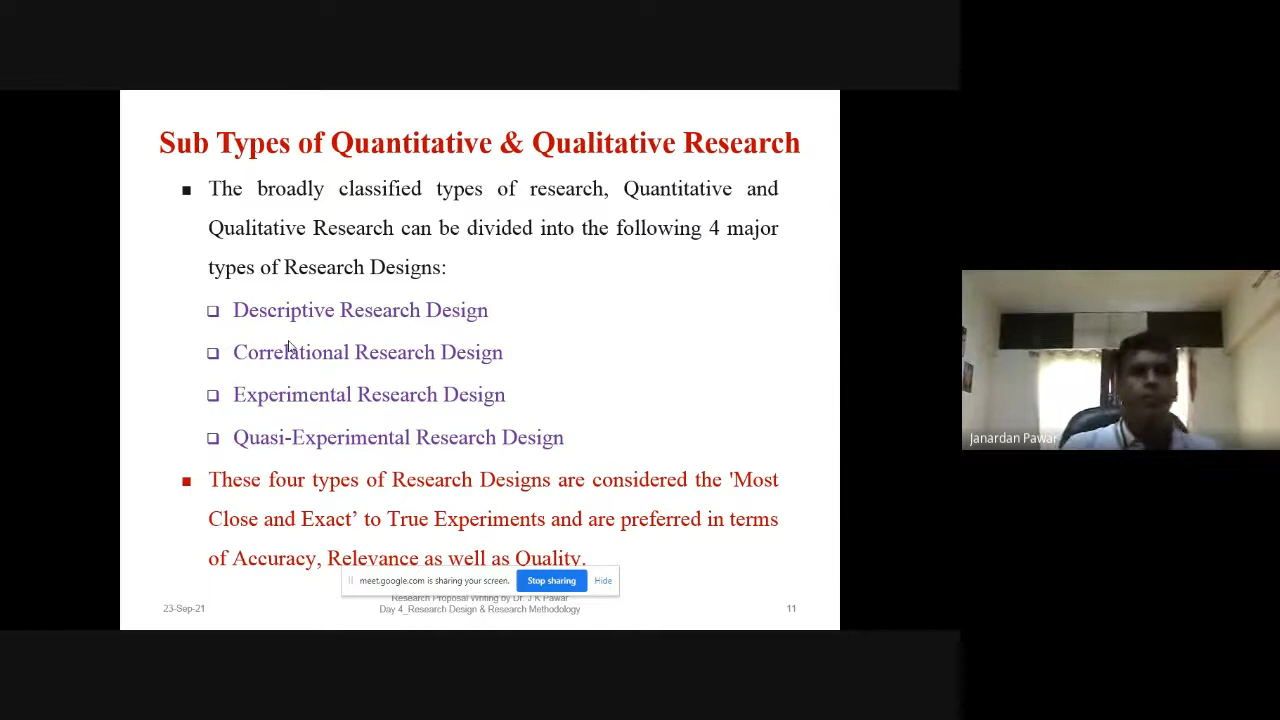 Sub Types of Quantitative & Qualitative Research
▪ The broadly classified types of research, Quantitative and
Qualitative Research can be divided into the following 4 major
types of Research Designs:
❑ Descriptive Research Design
❑ Correlational Research Design
❑ Experimental Research Design
❑ Quasi-Experimental Research Design
▪ These four types of Research Designs are considered the 'Most
Close and Exact’ to True Experiments and are preferred in terms
of Accuracy, Relevance as well as Quality.
meet.google.com is sharing your screen. Stop sharing Hide
Research Proposal Writing by Dr. J K Pawar
23-Sep-21 Day 4_Research Design & Research Methodology 11
Janardan Pawar